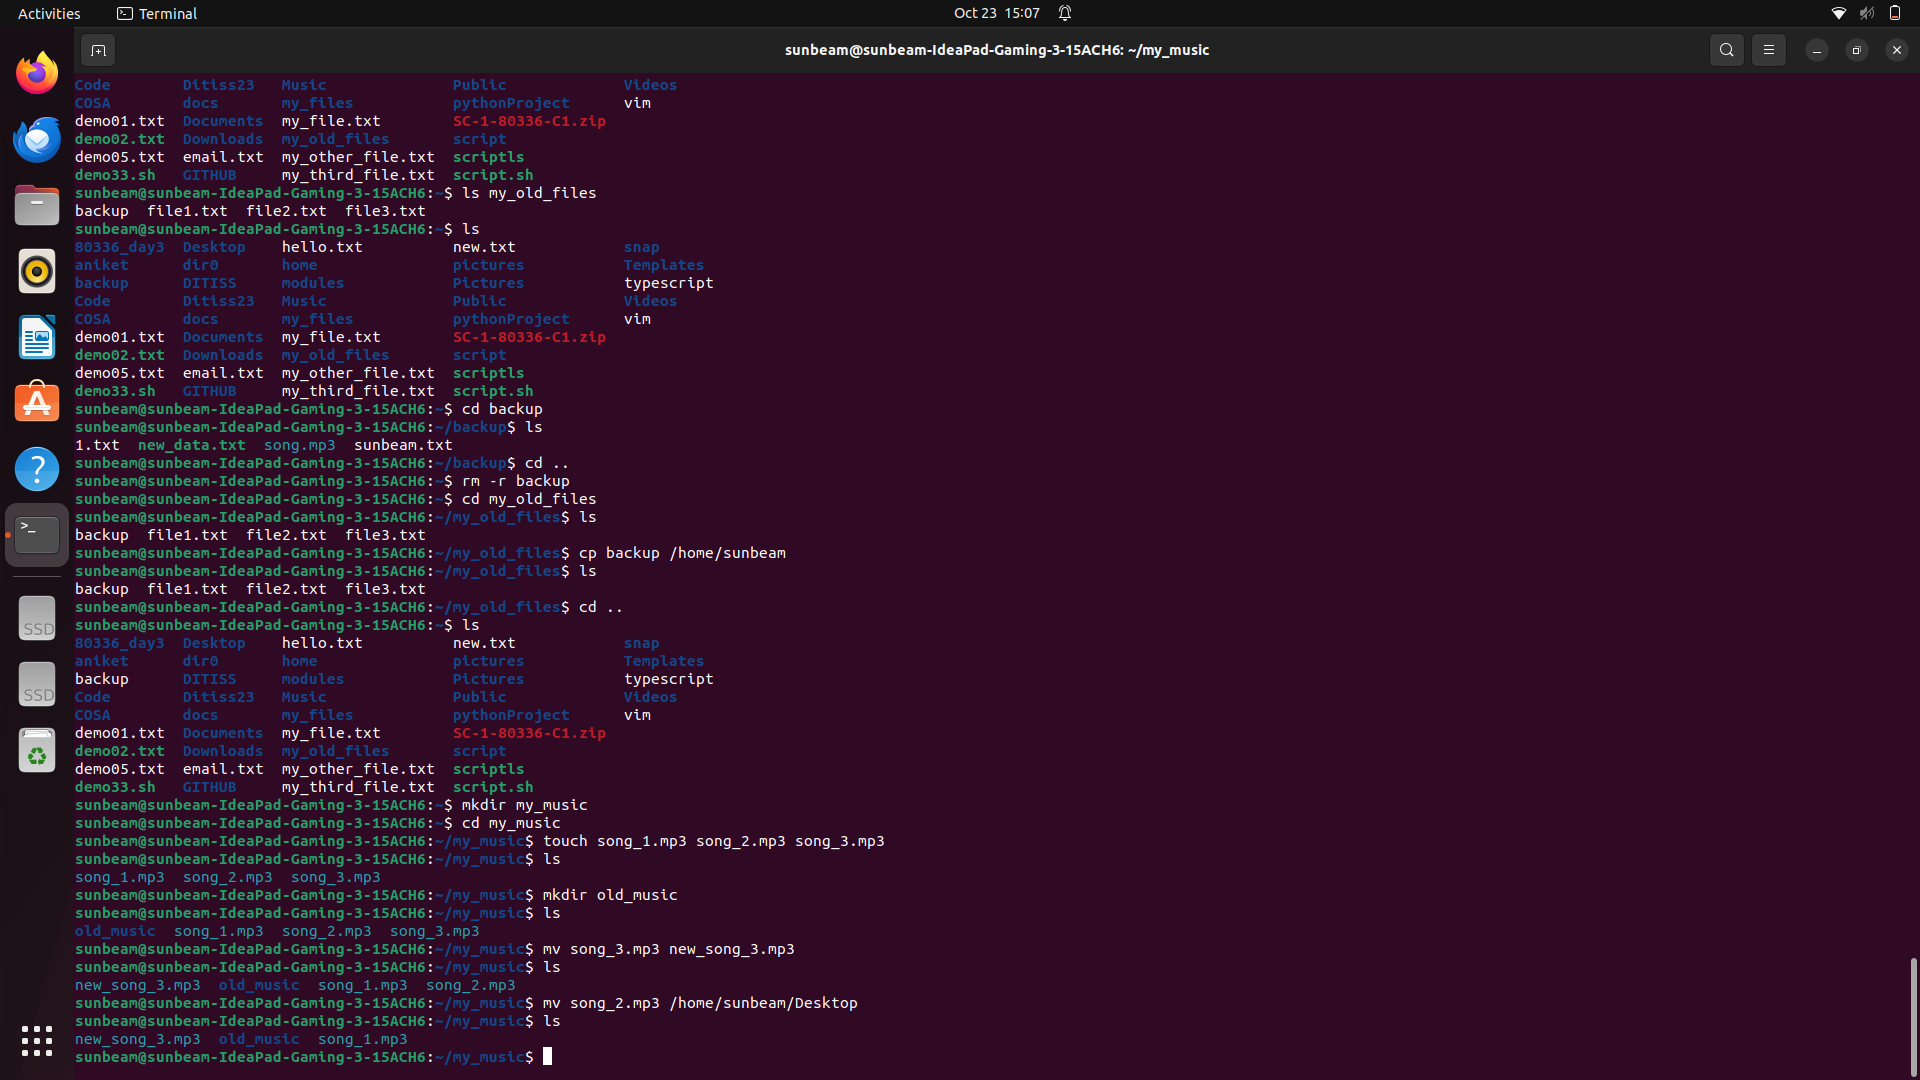 Activities Terminal Oct 23 15:07
sunbeam@sunbeam-IdeaPad-Gaming-3-15ACH6: ~/my_music
Code Ditiss23 Music Public Videos
COSA docs my_files pythonProject vim
demo01.txt Documents my_file.txt SC-1-80336-C1.zip
demo02.txt Downloads my_old_files script
demo05.txt email.txt my_other_file.txt scriptls
demo33.sh GITHUB my_third_file.txt script.sh
sunbeam@sunbeam-IdeaPad-Gaming-3-15ACH6:~$ ls my_old_files
backup file1.txt file2.txt file3.txt
sunbeam@sunbeam-IdeaPad-Gaming-3-15ACH6:~$ ls
80336_day3 Desktop hello.txt new.txt snap
aniket dir0 home pictures Templates
backup DITISS modules Pictures typescript
Code Ditiss23 Music Public Videos
COSA docs my_files pythonProject vim
demo01.txt Documents my_file.txt SC-1-80336-C1.zip
demo02.txt Downloads my_old_files script
demo05.txt email.txt my_other_file.txt scriptls
demo33.sh GITHUB my_third_file.txt script.sh
sunbeam@sunbeam-IdeaPad-Gaming-3-15ACH6:~$ cd backup
sunbeam@sunbeam-IdeaPad-Gaming-3-15ACH6:~/backup$ ls
1.txt new_data.txt song.mp3 sunbeam.txt
sunbeam@sunbeam-IdeaPad-Gaming-3-15ACH6:~/backup$ cd ..
sunbeam@sunbeam-IdeaPad-Gaming-3-15ACH6:~$ rm -r backup
sunbeam@sunbeam-IdeaPad-Gaming-3-15ACH6:~$ cd my_old_files
sunbeam@sunbeam-IdeaPad-Gaming-3-15ACH6:~/my_old_files$ ls
backup file1.txt file2.txt file3.txt
sunbeam@sunbeam-IdeaPad-Gaming-3-15ACH6:~/my_old_files$ cp backup /home/sunbeam
sunbeam@sunbeam-IdeaPad-Gaming-3-15ACH6:~/my_old_files$ ls
backup file1.txt file2.txt file3.txt
sunbeam@sunbeam-IdeaPad-Gaming-3-15ACH6:~/my_old_files$ cd ..
sunbeam@sunbeam-IdeaPad-Gaming-3-15ACH6:~$ ls
80336_day3 Desktop hello.txt new.txt snap
aniket dir0 home pictures Templates
backup DITISS modules Pictures typescript
Code Ditiss23 Music Public Videos
COSA docs my_files pythonProject vim
demo01.txt Documents my_file.txt SC-1-80336-C1.zip
demo02.txt Downloads my_old_files script
demo05.txt email.txt my_other_file.txt scriptls
demo33.sh GITHUB my_third_file.txt script.sh
sunbeam@sunbeam-IdeaPad-Gaming-3-15ACH6:~$ mkdir my_music
sunbeam@sunbeam-IdeaPad-Gaming-3-15ACH6:~$ cd my_music
sunbeam@sunbeam-IdeaPad-Gaming-3-15ACH6:~/my_music$ touch song_1.mp3 song_2.mp3 song_3.mp3
sunbeam@sunbeam-IdeaPad-Gaming-3-15ACH6:~/my_music$ ls
song_1.mp3 song_2.mp3 song_3.mp3
sunbeam@sunbeam-IdeaPad-Gaming-3-15ACH6:~/my_music$ mkdir old_music
sunbeam@sunbeam-IdeaPad-Gaming-3-15ACH6:~/my_music$ ls
old_music song_1.mp3 song_2.mp3 song_3.mp3
sunbeam@sunbeam-IdeaPad-Gaming-3-15ACH6:~/my_music$ mv song_3.mp3 new_song_3.mp3
sunbeam@sunbeam-IdeaPad-Gaming-3-15ACH6:~/my_music$ ls
new_song_3.mp3 old_music song_1.mp3 song_2.mp3
sunbeam@sunbeam-IdeaPad-Gaming-3-15ACH6:~/my_music$ mv song_2.mp3 /home/sunbeam/Desktop
sunbeam@sunbeam-IdeaPad-Gaming-3-15ACH6:~/my_music$ ls
new_song_3.mp3 old_music song_1.mp3
sunbeam@sunbeam-IdeaPad-Gaming-3-15ACH6:~/my_music$
SSD
SSD